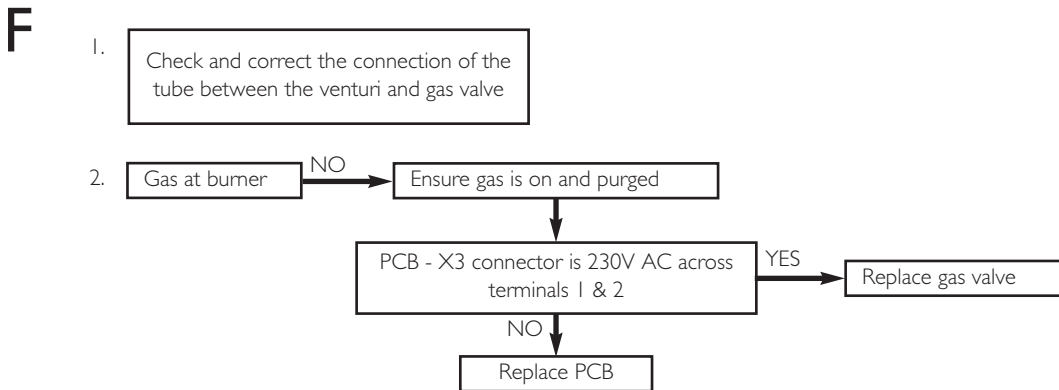 F
1.
Check and correct the connection of the
tube between the venturi and gas valve
2.
Gas at burner
NO
Ensure gas is on and purged
PCB - X3 connector is 230V AC across
terminals 1 & 2
YES
Replace gas valve
NO
Replace PCB